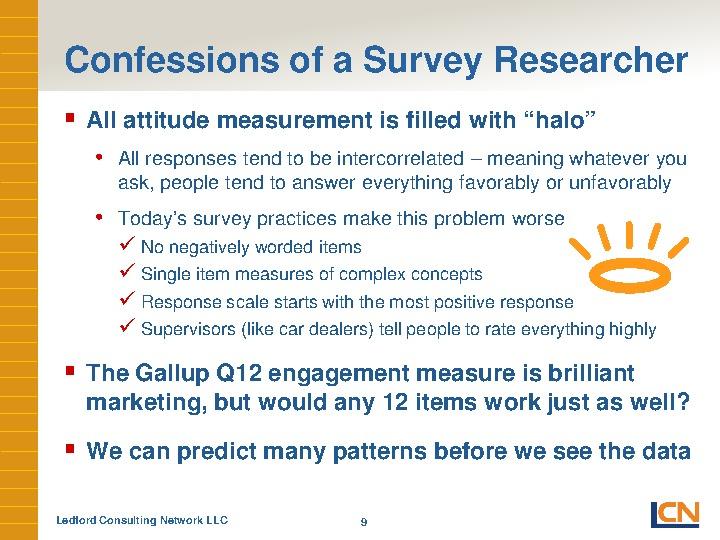 Confessions of a Survey Researcher
▪ All attitude measurement is filled with “halo”
• All responses tend to be intercorrelated – meaning whatever you
ask, people tend to answer everything favorably or unfavorably
• Today’s survey practices make this problem worse
✓ No negatively worded items
✓ Single item measures of complex concepts
✓ Response scale starts with the most positive response
✓ Supervisors (like car dealers) tell people to rate everything highly
▪ The Gallup Q12 engagement measure is brilliant
marketing, but would any 12 items work just as well?
▪ We can predict many patterns before we see the data
Ledford Consulting Network LLC
9
LCN